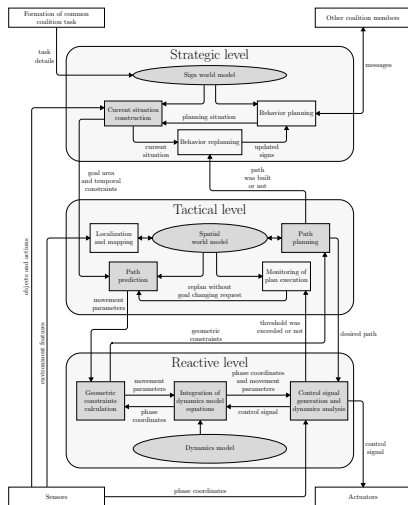 Formation of common
coalition task
Other coalition members
task
details
Strategic level
Sign world model
messages
Current situation
construction
planning situation
Behavior planning
Behavior replanning
current
situation
updated
signs
goal area
and temporal
constraints
path
was built
or not
Tactical level
Localization
and mapping
Spatial
world model
Path
planning
Path
prediction
Monitoring of
plan execution
replan without
goal changing request
objects and actions
environment features
movement
parameters
geometric
constraints
threshold was
exceeded or not
desired path
Reactive level
Geometric
constraints
calculation
movement
parameters
phase
coordinates
Integration of
dynamics model
equations
phase coordinates
and movement
parameters
control signal
Control signal
generation and
dynamics analysis
Dynamics model
control
signal
Sensors
phase coordinates
Actuators